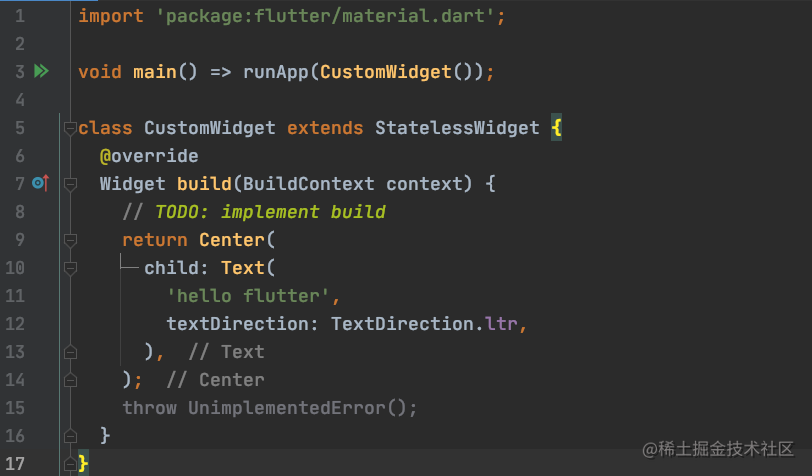 1 import 'package:flutter/material.dart';
2
3 void main() => runApp(CustomWidget());
4
5 class CustomWidget extends StatelessWidget {
6 @override
7 Widget build(BuildContext context) {
8 // TODO: implement build
9 return Center(
10 child: Text(
11 'hello flutter',
12 textDirection: TextDirection.ltr,
13 ), // Text
14 ); // Center
15 throw UnimplementedError();
16 }
17 }
@稀土掘金技术社区